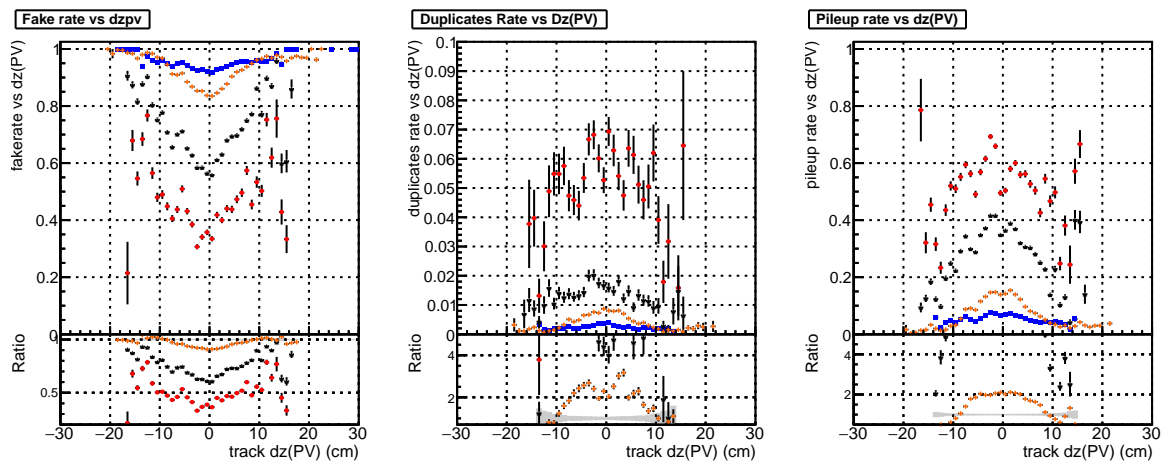 Fake rate vs dzpv
fakerate vs dz(PV)
1
0.8
0.6
0.4
0.2
0
Ratio
0.5
−30 −20 −10 0 10 20 30
track dz(PV) (cm)
Duplicates Rate vs Dz(PV)
duplicates rate vs dz(PV)
0.1
0.09
0.08
0.07
0.06
0.05
0.04
0.03
0.02
0.01
0
Ratio
4
2
−30 −20 −10 0 10 20 30
track dz(PV) (cm)
Pileup rate vs dz(PV)
pileup rate vs dz(PV)
1
0.8
0.6
0.4
0.2
0
Ratio
4
2
−30 −20 −10 0 10 20 30
track dz(PV) (cm)